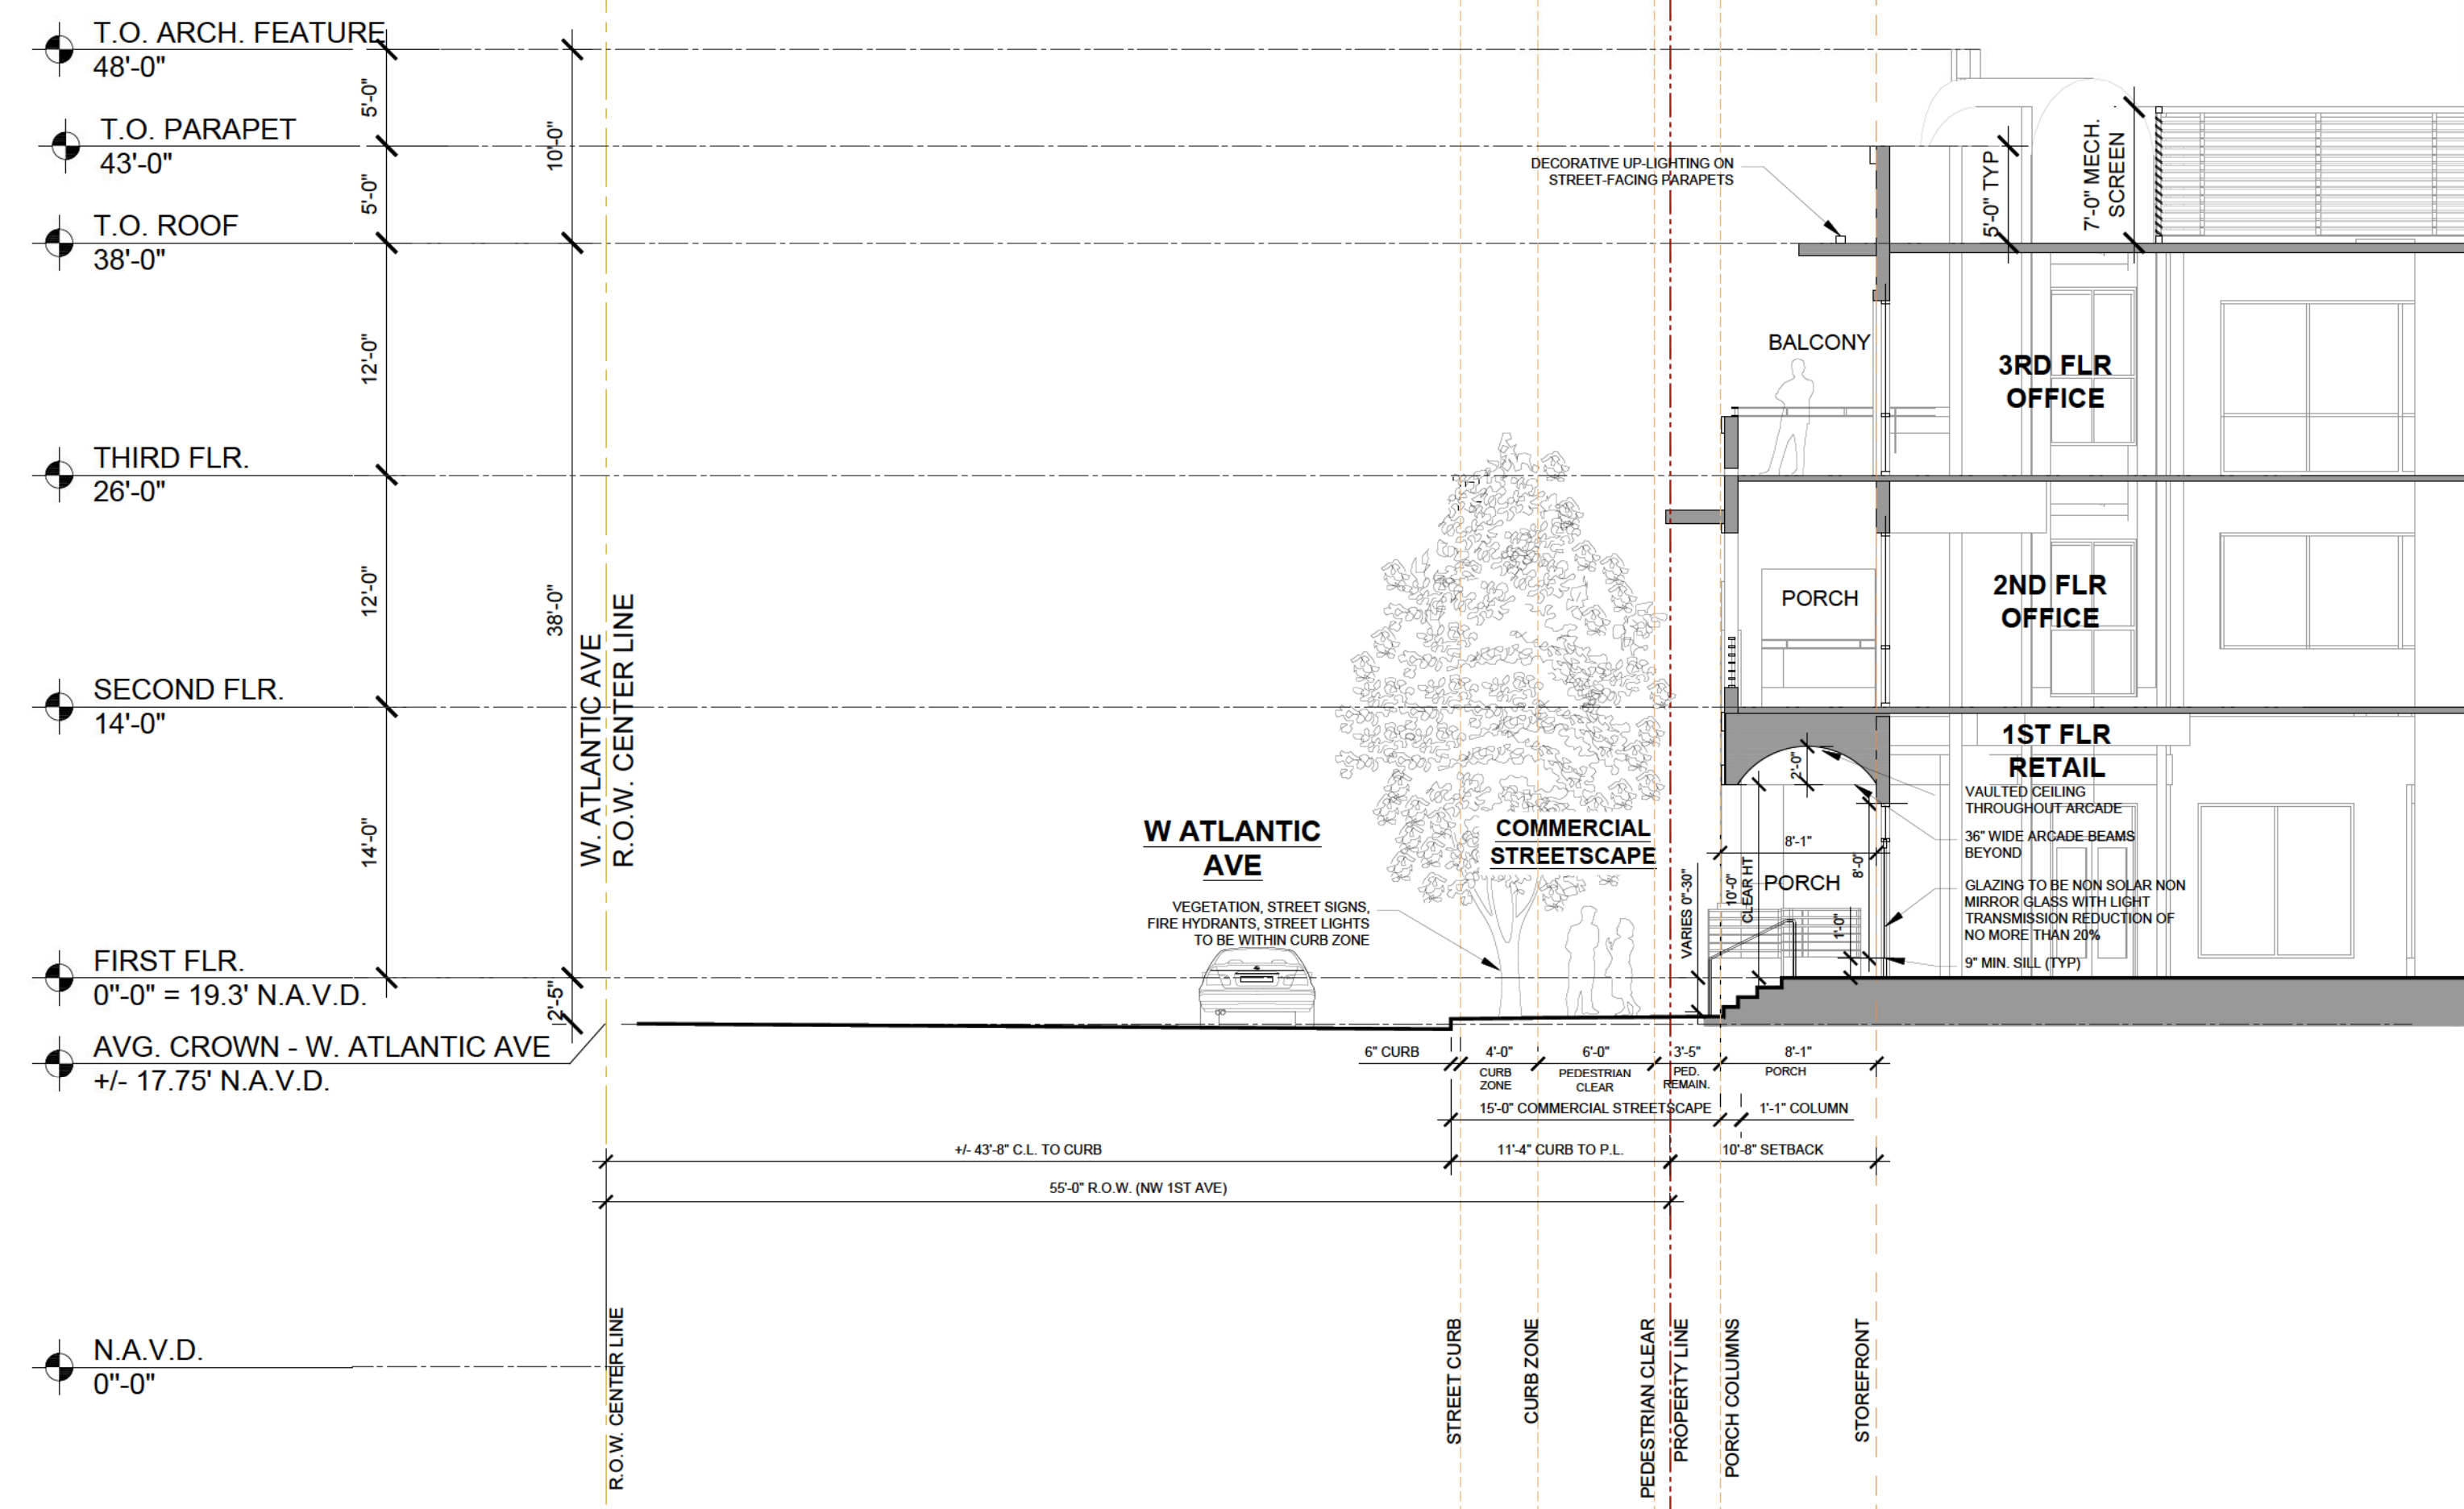 T.O. ARCH. FEATURE
48'-0"
T.O. PARAPET
43'-0"
T.O. ROOF
38'-0"
THIRD FLR.
26'-0"
SECOND FLR.
14'-0"
FIRST FLR.
0"-0" = 19.3' N.A.V.D.
AVG. CROWN - W. ATLANTIC AVE
+/- 17.75' N.A.V.D.
N.A.V.D.
0"-0"
5'-0"
5'-0"
12'-0"
12'-0"
14'-0"
10'-0"
38'-0"
2'-5"
W. ATLANTIC AVE
R.O.W. CENTER LINE
DECORATIVE UP-LIGHTING ON
STREET-FACING PARAPETS
5'-0" TYP
7'-0" MECH.
SCREEN
BALCONY
3RD FLR
OFFICE
PORCH
2ND FLR
OFFICE
1ST FLR
RETAIL
2'-0"
VAULTED CEILING
THROUGHOUT ARCADE
36" WIDE ARCADE BEAMS
BEYOND
GLAZING TO BE NON SOLAR NON
MIRROR GLASS WITH LIGHT
TRANSMISSION REDUCTION OF
NO MORE THAN 20%
9" MIN. SILL (TYP)
W ATLANTIC
AVE
COMMERCIAL
STREETSCAPE
VEGETATION, STREET SIGNS,
FIRE HYDRANTS, STREET LIGHTS
TO BE WITHIN CURB ZONE
VARIES 0"-30"
10'-0"
CLEAR HT
8'-1"
PORCH
8'-0"
1'-0"
6" CURB
4'-0"
CURB
ZONE
6'-0"
PEDESTRIAN
CLEAR
3'-5"
PED.
REMAIN.
8'-1"
PORCH
15'-0" COMMERCIAL STREETSCAPE
1'-1" COLUMN
+/- 43'-8" C.L. TO CURB
11'-4" CURB TO P.L.
10'-8" SETBACK
55'-0" R.O.W. (NW 1ST AVE)
R.O.W. CENTER LINE
STREET CURB
CURB ZONE
PEDESTRIAN CLEAR
PROPERTY LINE
PORCH COLUMNS
STOREFRONT